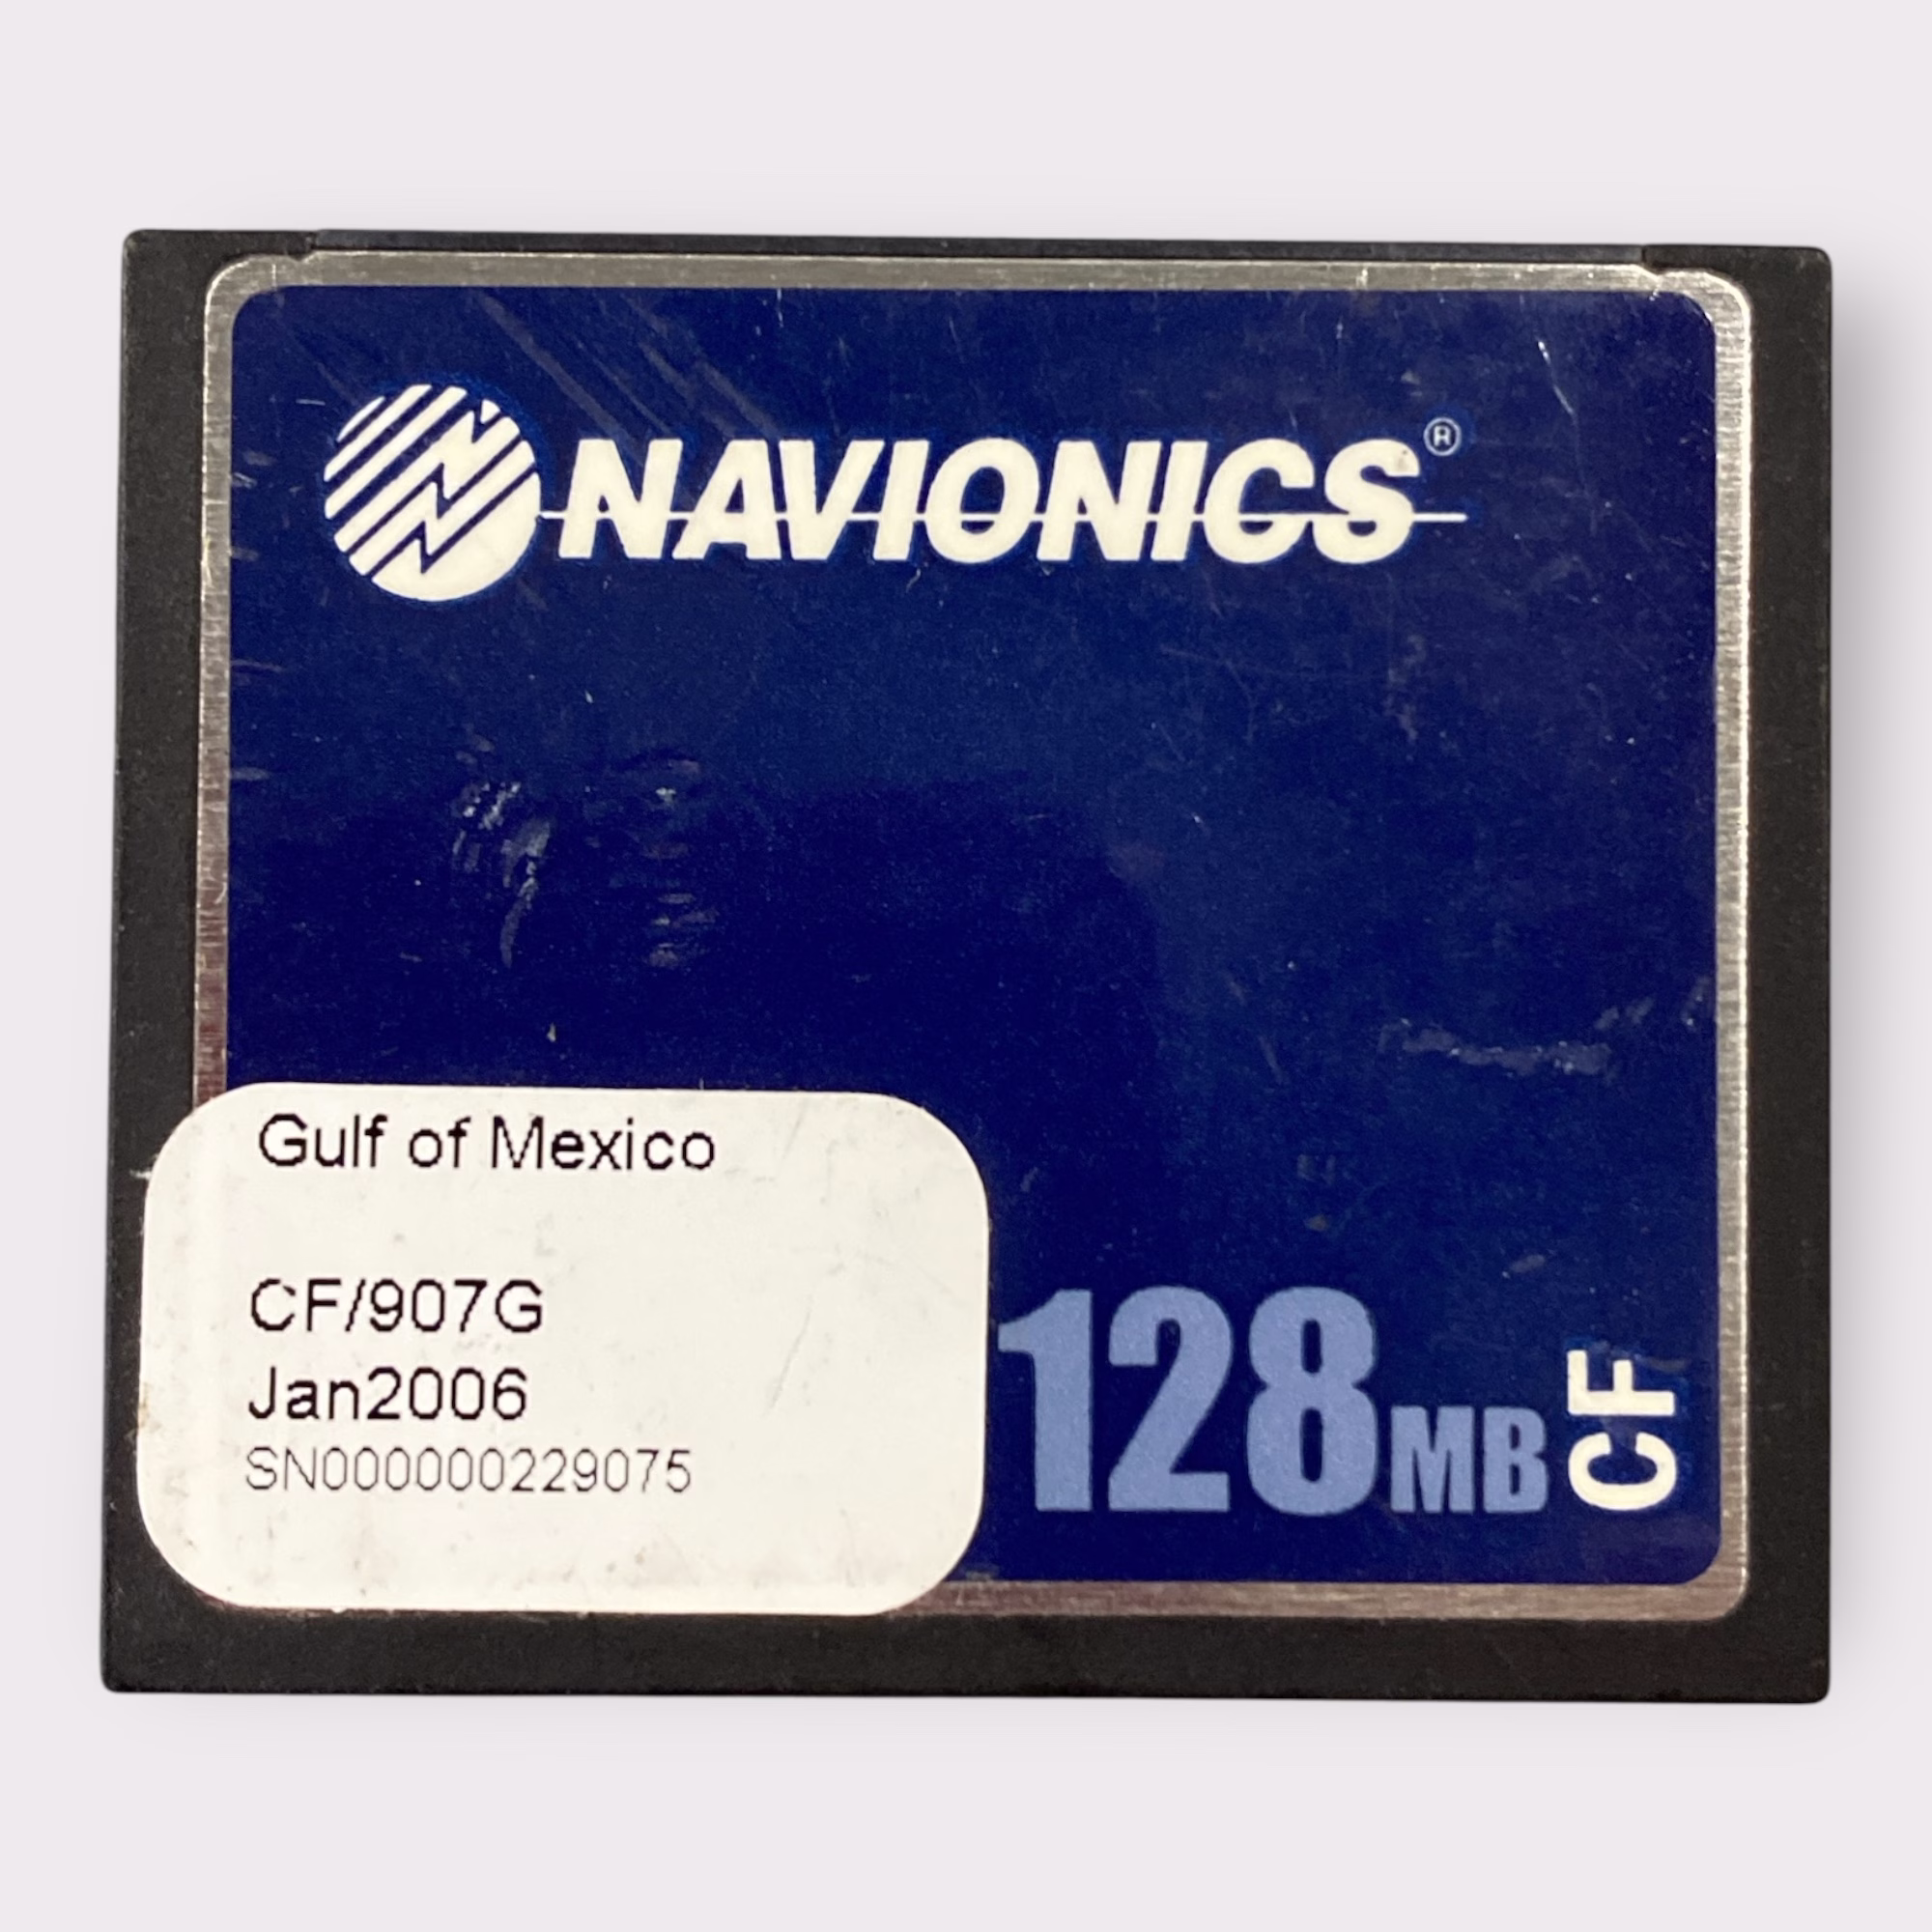 NAVIONICS®
Gulf of Mexico
CF/907G
Jan2006
SN000000229075
128MB
CF